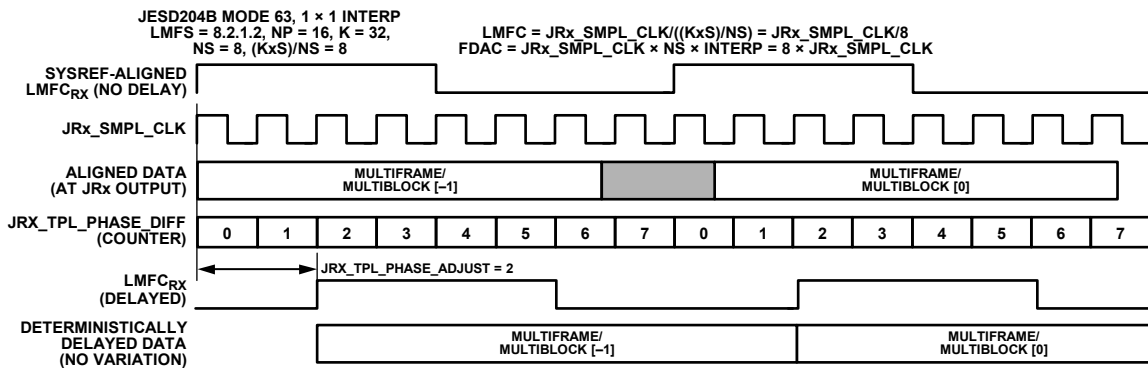 JESD204B MODE 63, 1 × 1 INTERP
LMFS = 8.2.1.2, NP = 16, K = 32,
NS = 8, (KxS)/NS = 8
LMFC = JRx_SMPL_CLK/((KxS)/NS) = JRx_SMPL_CLK/8
FDAC = JRx_SMPL_CLK × NS × INTERP = 8 × JRx_SMPL_CLK
SYSREF-ALIGNED
LMFCRX (NO DELAY)
JRx_SMPL_CLK
ALIGNED DATA
(AT JRx OUTPUT)
MULTIFRAME/
MULTIBLOCK [–1]
MULTIFRAME/
MULTIBLOCK [0]
JRX_TPL_PHASE_DIFF
(COUNTER)
0 1 2 3 4 5 6 7 0 1 2 3 4 5 6 7
JRX_TPL_PHASE_ADJUST = 2
LMFCRX
(DELAYED)
DETERMINISTICALLY
DELAYED DATA
(NO VARIATION)
MULTIFRAME/
MULTIBLOCK [–1]
MULTIFRAME/
MULTIBLOCK [0]